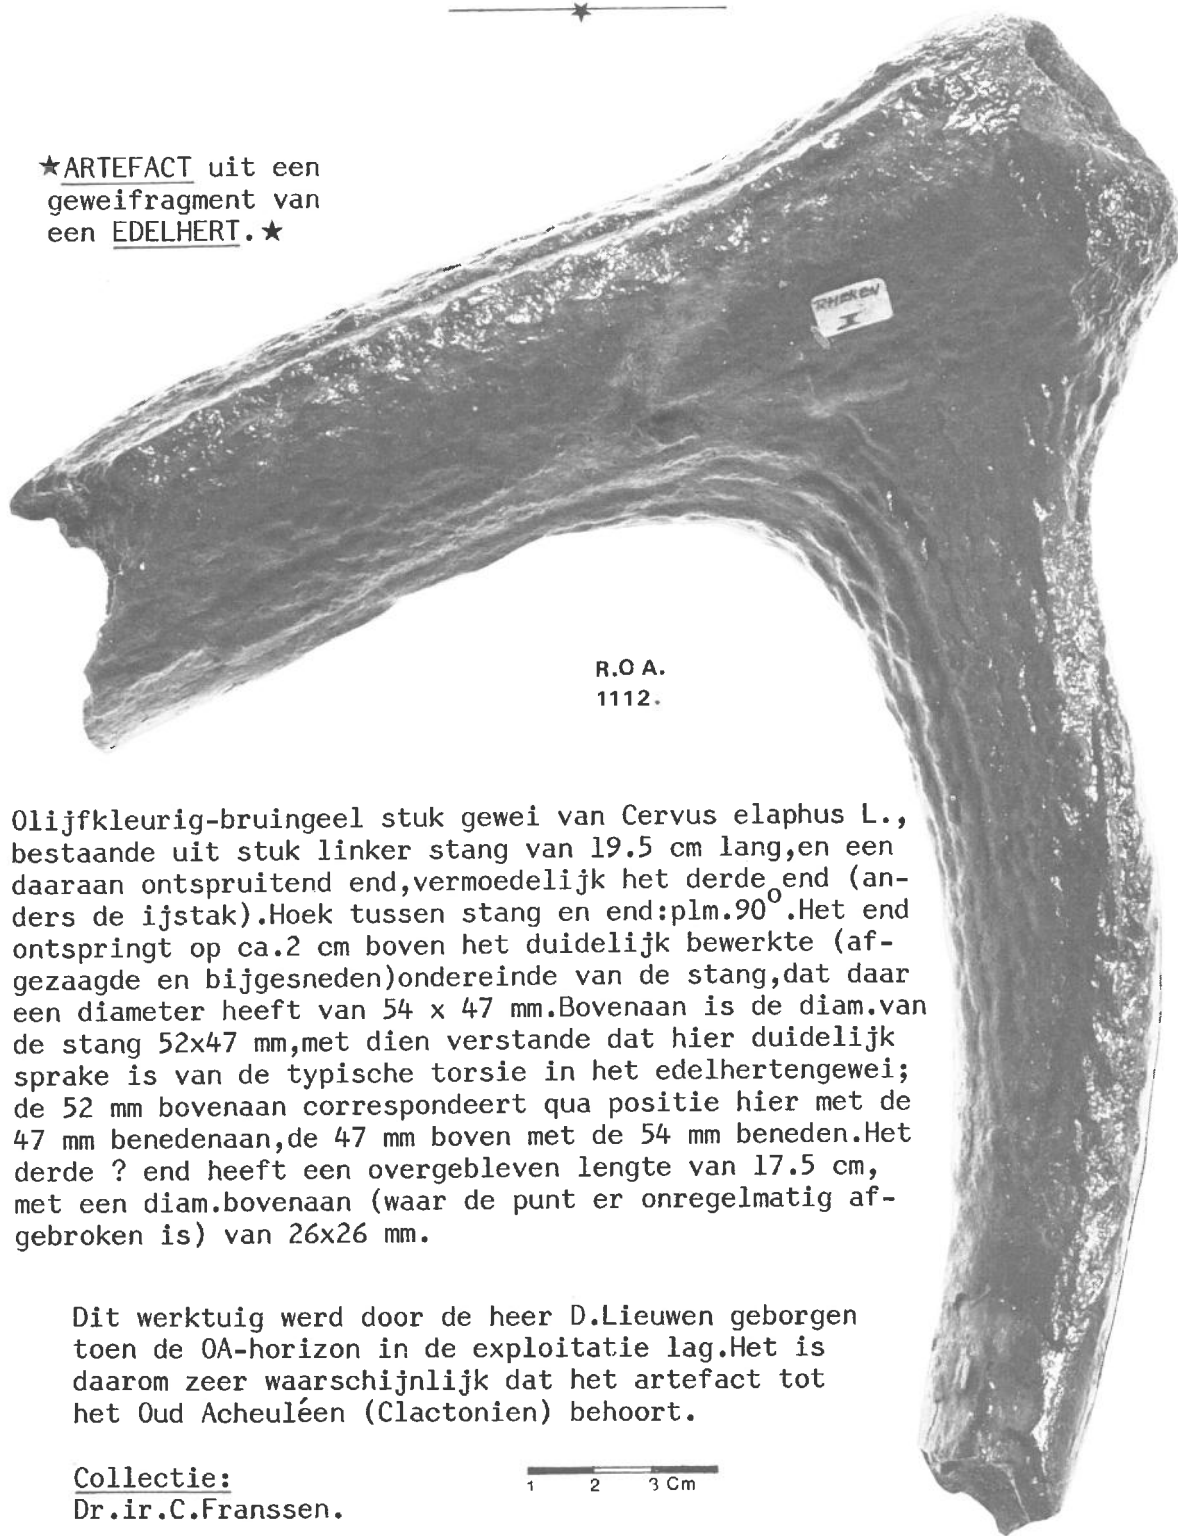 ★ARTEFACT uit een
geweifragment van
een EDELHERT.★
RHENEN
I
R.O A.
1112.
Olijfkleurig-bruingeel stuk gewei van Cervus elaphus L.,
bestaande uit stuk linker stang van 19.5 cm lang,en een
daaraan ontspruitend end,vermoedelijk het derde end (an-
ders de ijstak).Hoek tussen stang en end:plm.90°.Het end
ontspringt op ca.2 cm boven het duidelijk bewerkte (af-
gezaagde en bijgesneden)ondereinde van de stang,dat daar
een diameter heeft van 54 x 47 mm.Bovenaan is de diam.van
de stang 52x47 mm,met dien verstande dat hier duidelijk
sprake is van de typische torsie in het edelhertengewei;
de 52 mm bovenaan correspondeert qua positie hier met de
47 mm benedenaan,de 47 mm boven met de 54 mm beneden.Het
derde ? end heeft een overgebleven lengte van 17.5 cm,
met een diam.bovenaan (waar de punt er onregelmatig af-
gebroken is) van 26x26 mm.
Dit werktuig werd door de heer D.Lieuwen geborgen
toen de OA-horizon in de exploitatie lag.Het is
daarom zeer waarschijnlijk dat het artefact tot
het Oud Acheuléen (Clactonien) behoort.
Collectie:
Dr.ir.C.Franssen.
1 2 3 Cm